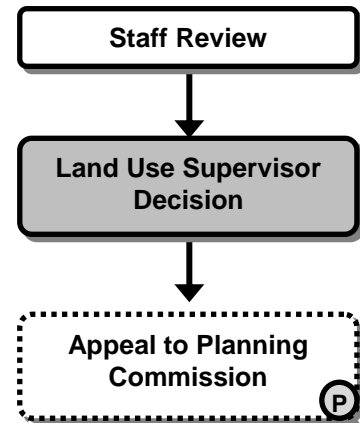 Staff Review
Land Use Supervisor
Decision
Appeal to Planning
Commission
P